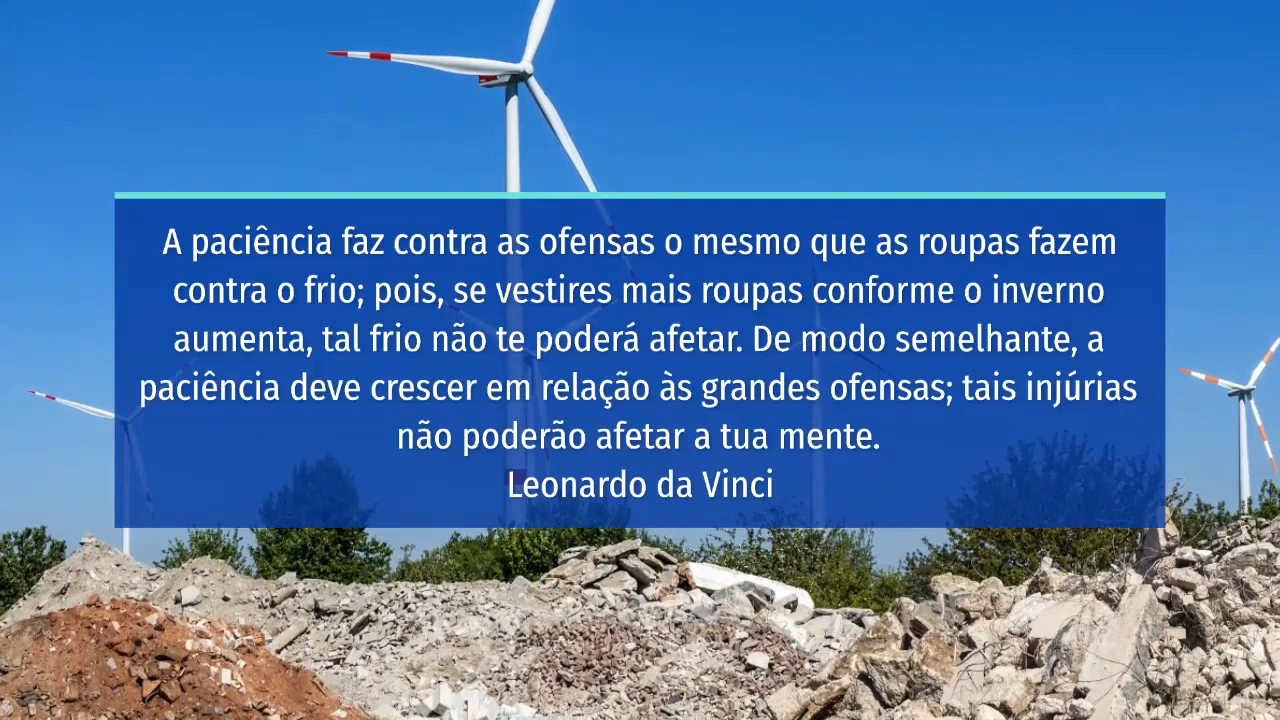 A paciência faz contra as ofensas o mesmo que as roupas fazem
contra o frio; pois, se vestires mais roupas conforme o inverno
aumenta, tal frio não te poderá afetar. De modo semelhante, a
paciência deve crescer em relação às grandes ofensas; tais injúrias
não poderão afetar a tua mente.
Leonardo da Vinci